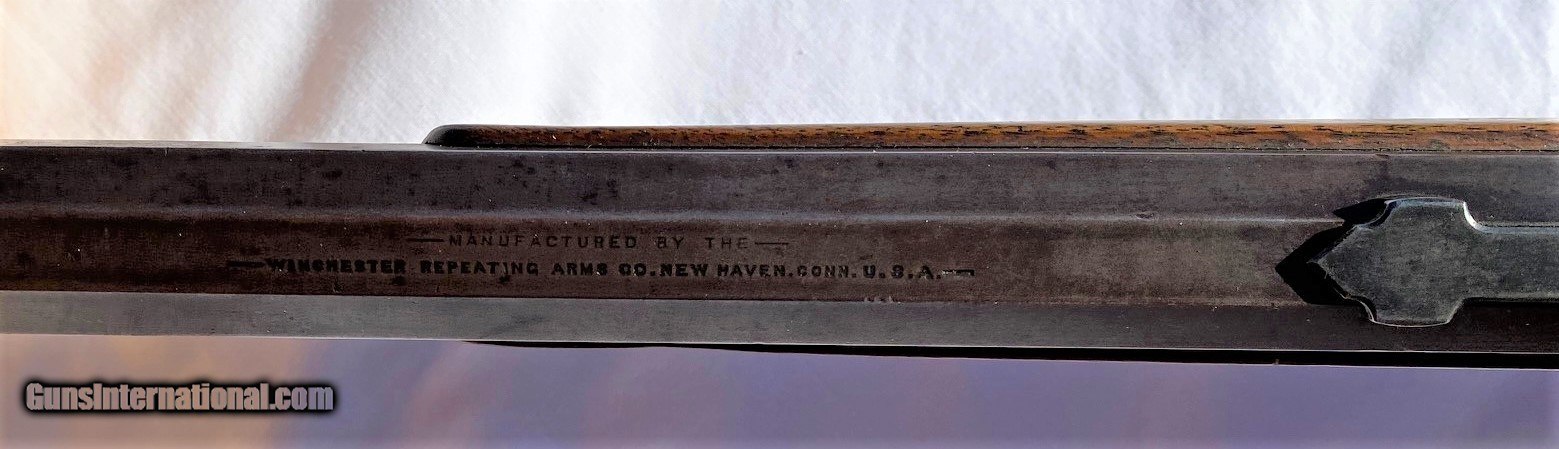 —MANUFACTURED BY THE—
—WINCHESTER REPEATING ARMS CO. NEW HAVEN. CONN. U.S.A.—
GunsInternational.com